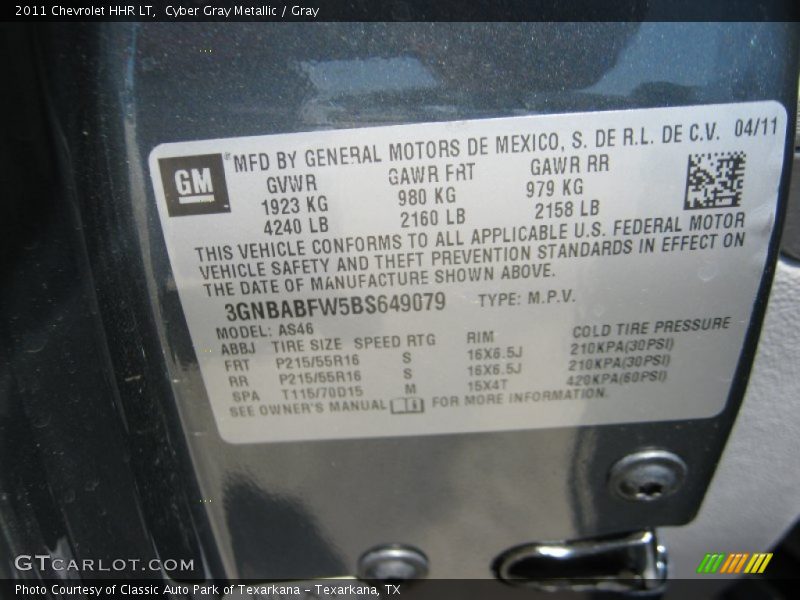 2011 Chevrolet HHR LT, Cyber Gray Metallic / Gray
GM
MFD BY GENERAL MOTORS DE MEXICO, S. DE R.L. DE C.V. 04/11
GVWR GAWR FRT GAWR RR
1923 KG 980 KG 979 KG
4240 LB 2160 LB 2158 LB
THIS VEHICLE CONFORMS TO ALL APPLICABLE U.S. FEDERAL MOTOR
VEHICLE SAFETY AND THEFT PREVENTION STANDARDS IN EFFECT ON
THE DATE OF MANUFACTURE SHOWN ABOVE.
3GNBABFW5BS649079 TYPE: M.P.V.
MODEL: AS46
ABBJ TIRE SIZE SPEED RTG RIM COLD TIRE PRESSURE
FRT P215/55R16 S 16X6.5J 210KPA(30PSI)
RR P215/55R16 S 16X6.5J 210KPA(30PSI)
SPA T115/70D15 M 15X4T 420KPA(60PSI)
SEE OWNER'S MANUAL FOR MORE INFORMATION.
GTCARLOT.COM
Photo Courtesy of Classic Auto Park of Texarkana - Texarkana, TX